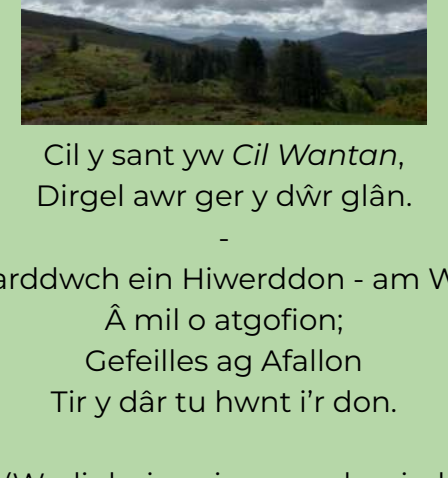 Cil y sant yw Cil Wantan,
Dirgel awr ger y dŵr glân.
-
ein Hiwerddon - am
Â mil o atgofion;
Gefeilles ag Afallon
Tir y dâr tu hwnt i’r don.